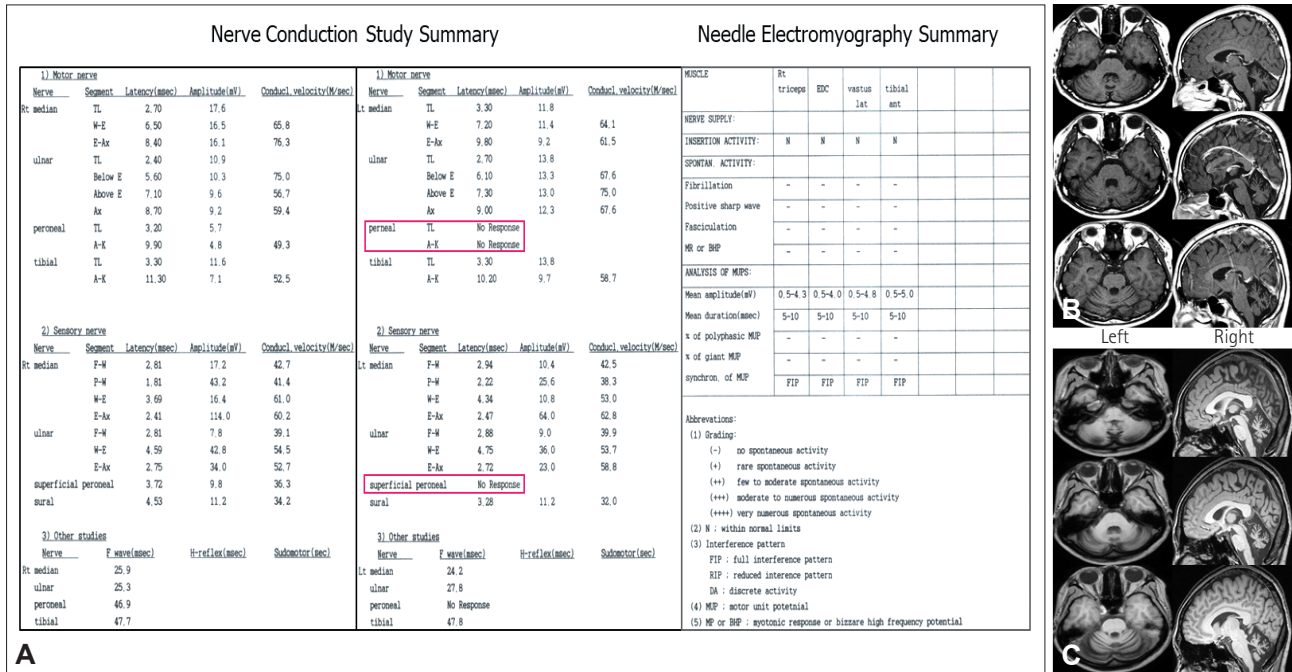 Nerve Conduction Study Summary
Needle Electromyography Summary
1) Motor nerve
Nerve Segment Latency(msec) Amplitude(mV) Conducl. velocity(M/sec)
Rt median TL 2.70 17.6
W-E 6.50 16.5 65.8
E-Ax 8.40 16.1 76.3
ulnar TL 2.40 10.9
Below E 5.60 10.3 75.0
Above E 7.10 9.6 56.7
Ax 8.70 9.2 59.4
peroneal TL 3.20 5.7
A-K 9.90 4.8 49.3
tibial TL 3.30 11.6
A-K 11.30 7.1 52.5
2) Sensory nerve
Nerve Segment Latency(msec) Amplitude(mV) Conducl. velocity(M/sec)
Rt median F-W 2.81 17.2 42.7
P-W 1.81 43.2 41.4
W-E 3.69 16.4 61.0
E-Ax 2.41 114.0 60.2
ulnar F-W 2.81 7.8 39.1
W-E 4.59 42.8 54.5
E-Ax 2.75 34.0 52.7
superficial peroneal 3.72 9.8 36.3
sural 4.53 11.2 34.2
3) Other studies
Nerve F wave(msec) H-reflex(msec) Sudomotor(sec)
Rt median 25.9
ulnar 25.3
peroneal 46.9
tibial 47.7
1) Motor nerve
Nerve Segment Latency(msec) Amplitude(mV) Conducl. velocity(M/sec)
Lt median TL 3.30 11.8
W-E 7.20 11.4 64.1
E-Ax 9.80 9.2 61.5
ulnar TL 2.70 13.8
Below E 6.10 13.3 67.6
Above E 7.30 13.0 75.0
Ax 9.00 12.3 67.6
perneal TL No Response
A-K No Response
tibial TL 3.30 13.8
A-K 10.20 9.7 58.7
2) Sensory nerve
Nerve Segment Latency(msec) Amplitude(mV) Conducl. velocity(M/sec)
Lt median F-W 2.94 10.4 42.5
P-W 2.22 25.6 38.3
W-E 4.34 10.8 53.0
E-Ax 2.47 64.0 62.8
ulnar F-W 2.88 9.0 39.9
W-E 4.75 36.0 53.7
E-Ax 2.72 23.0 58.8
superficial peroneal No Response
sural 3.28 11.2 32.0
3) Other studies
Nerve F wave(msec) H-reflex(msec) Sudomotor(sec)
Lt median 24.2
ulnar 27.8
peroneal No Response
tibial 47.8
MUSCLE Rt
triceps EDC vastus lat tibial ant
NERVE SUPPLY:
INSERTION ACTIVITY: N N N N
SPONTAN. ACTIVITY:
Fibrillation - - - -
Positive sharp wave - - - -
Fasciculation - - - -
MR or BHP - - - -
ANALYSIS OF MUPS:
Mean amplitude(mV) 0.5-4.3 0.5-4.0 0.5-4.8 0.5-5.0
Mean duration(msec) 5-10 5-10 5-10 5-10
% of polyphasic MUP - - - -
% of giant MUP - - - -
synchron. of MUP FIP FIP FIP FIP
Abbrevations:
(1) Grading:
(-) no spontaneous activity
(+) rare spontaneous activity
(++) few to moderate spontaneous activity
(+++) moderate to numerous spontaneous activity
(++++) very numerous spontaneous activity
(2) N ; within normal limits
(3) Interference pattern
FIP ; full interference pattern
RIP ; reduced interence pattern
DA ; discrete activity
(4) MUP ; motor unit potetnial
(5) MP or BHP ; myotonic response or bizzare high frequency potential
A
B
Left Right
C